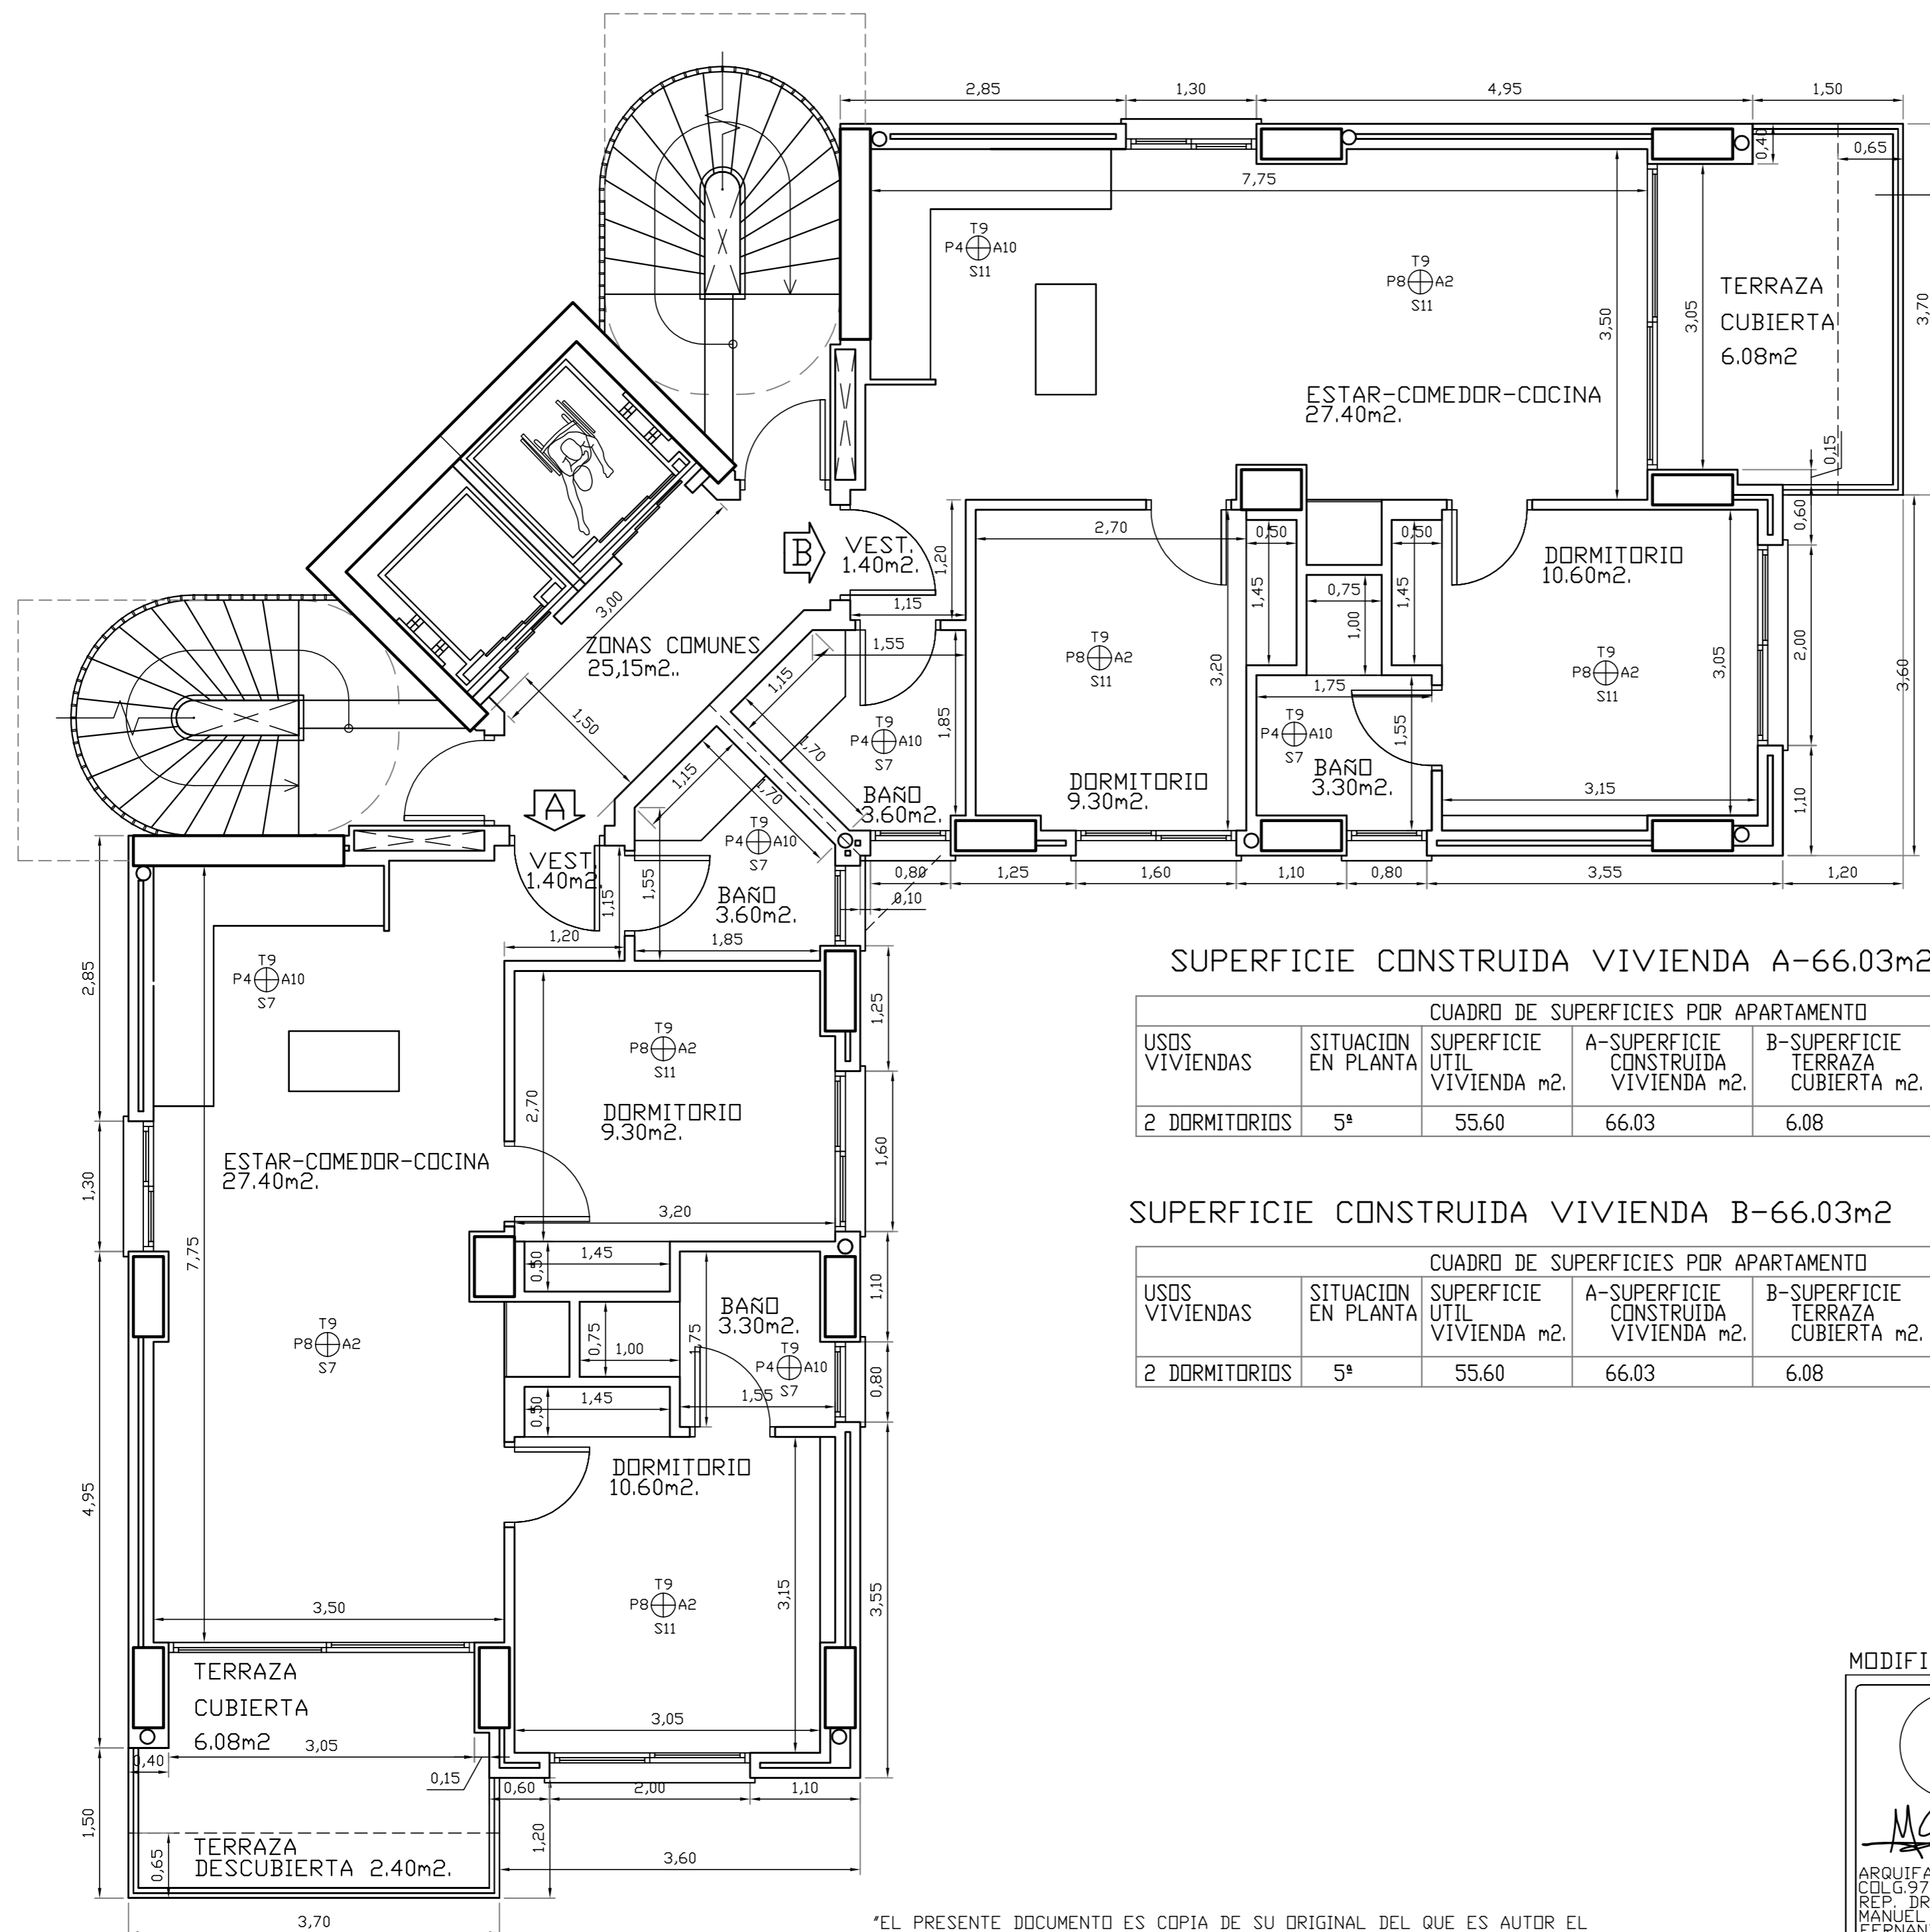 2,85
1,30
4,95
1,50
0,40
0,65
7,75
T9
P4 A10
S11
T9
P8 A2
S11
3,50
3,05
3,70
TERRAZA
CUBIERTA
6.08m2
ESTAR-COMEDOR-COCINA
27.40m2.
0,15
0,60
B
VEST.
1.40m2.
1,20
1,15
2,70
0,50
0,50
1,45
0,75
1,00
1,45
DORMITORIO
10.60m2.
3,00
ZONAS COMUNES
25,15m2..
1,55
1,15
T9
P8 A2
S11
3,20
T9
P8 A2
S11
3,05
2,00
3,60
1,50
1,70
1,85
T9
P4 A10
S7
1,75
T9
P4 A10
S7
1,55
BAÑO
3.30m2.
DORMITORIO
9.30m2.
BAÑO
3.60m2.
3,15
1,10
A
1,15
1,70
T9
P4 A10
S7
0,80
1,25
1,60
1,10
0,80
3,55
1,20
0,10
VEST.
1.40m2.
1,15
1,55
BAÑO
3.60m2.
1,20
1,85
2,85
T9
P4 A10
S7
1,25
SUPERFICIE CONSTRUIDA VIVIENDA A-66.03m2
CUADRO DE SUPERFICIES POR APARTAMENTO
USOS VIVIENDAS
SITUACION EN PLANTA
SUPERFICIE UTIL VIVIENDA m2.
A-SUPERFICIE CONSTRUIDA VIVIENDA m2.
B-SUPERFICIE TERRAZA CUBIERTA m2.
2 DORMITORIOS 5ª 55.60 66.03 6.08
T9
P8 A2
S11
2,70
DORMITORIO
9.30m2.
1,60
ESTAR-COMEDOR-COCINA
27.40m2.
1,30
7,75
3,20
SUPERFICIE CONSTRUIDA VIVIENDA B-66.03m2
CUADRO DE SUPERFICIES POR APARTAMENTO
USOS VIVIENDAS
SITUACION EN PLANTA
SUPERFICIE UTIL VIVIENDA m2.
A-SUPERFICIE CONSTRUIDA VIVIENDA m2.
B-SUPERFICIE TERRAZA CUBIERTA m2.
2 DORMITORIOS 5ª 55.60 66.03 6.08
0,50
1,45
1,10
BAÑO
3.30m2.
T9
P8 A2
S7
0,75
1,00
1,75
T9
P4 A10
S7
0,80
0,50
1,45
1,55
4,95
DORMITORIO
10.60m2.
T9
P8 A2
S11
3,15
3,55
3,50
TERRAZA
CUBIERTA
6.08m2
3,05
3,05
0,40
0,15
0,60
2,00
1,10
1,50
0,65
TERRAZA
DESCUBIERTA 2.40m2.
1,20
3,60
3,70
MODIFI
ARQUIFA
COLG.97
REP. DR
MANUEL
FERNAN
"EL PRESENTE DOCUMENTO ES COPIA DE SU ORIGINAL DEL QUE ES AUTOR EL